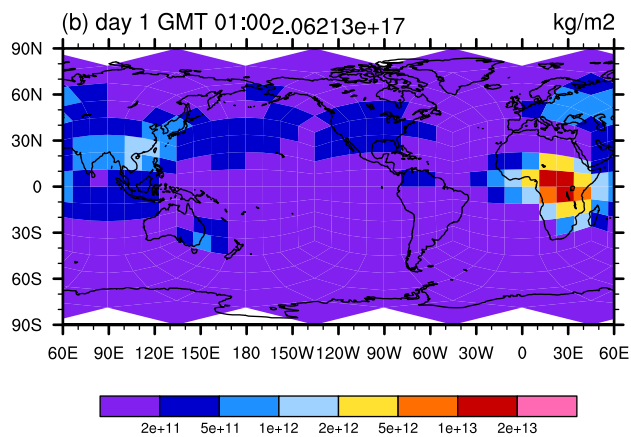 (b) day 1 GMT 01:00 2.06213e+17 kg/m2
90N
60N
30N
0
30S
60S
90S
60E 90E 120E 150E 180 150W 120W 90W 60W 30W 0 30E 60E
2e+11 5e+11 1e+12 2e+12 5e+12 1e+13 2e+13